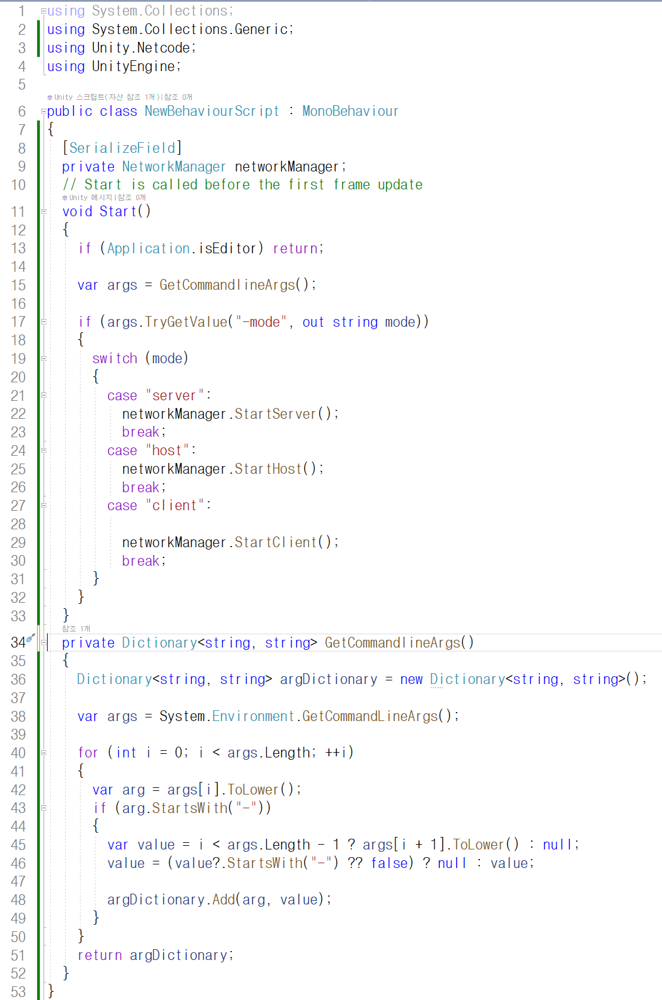 1 using System.Collections;
2 using System.Collections.Generic;
3 using Unity.Netcode;
4 using UnityEngine;
5
Unity 스크립트(자산 참조 1개)|참조 0개
6 public class NewBehaviourScript : MonoBehaviour
7 {
8 [SerializeField]
9 private NetworkManager networkManager;
10 // Start is called before the first frame update
Unity 메시지|참조 0개
11 void Start()
12 {
13 if (Application.isEditor) return;
14
15 var args = GetCommandlineArgs();
16
17 if (args.TryGetValue("-mode", out string mode))
18 {
19 switch (mode)
20 {
21 case "server":
22 networkManager.StartServer();
23 break;
24 case "host":
25 networkManager.StartHost();
26 break;
27 case "client":
28
29 networkManager.StartClient();
30 break;
31 }
32 }
33 }
참조 1개
34 private Dictionary<string, string> GetCommandlineArgs()
35 {
36 Dictionary<string, string> argDictionary = new Dictionary<string, string>();
37
38 var args = System.Environment.GetCommandLineArgs();
39
40 for (int i = 0; i < args.Length; ++i)
41 {
42 var arg = args[i].ToLower();
43 if (arg.StartsWith("-"))
44 {
45 var value = i < args.Length - 1 ? args[i + 1].ToLower() : null;
46 value = (value?.StartsWith("-") ?? false) ? null : value;
47
48 argDictionary.Add(arg, value);
49 }
50 }
51 return argDictionary;
52 }
53 }